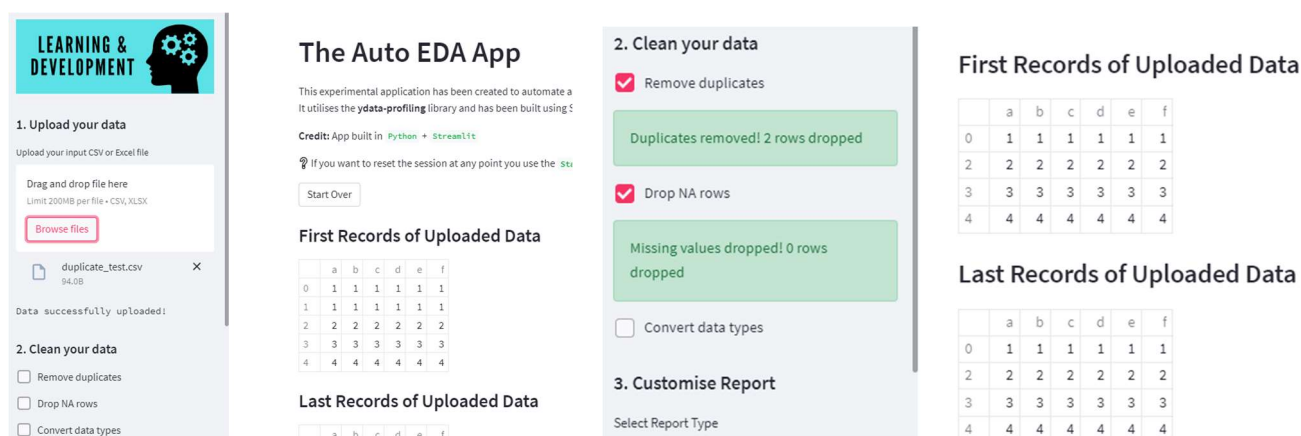 LEARNING &
DEVELOPMENT
1. Upload your data
Upload your input CSV or Excel file
Drag and drop file here
Limit 200MB per file • CSV, XLSX
Browse files
duplicate_test.csv
94.0B
Data successfully uploaded!
2. Clean your data
Remove duplicates
Drop NA rows
Convert data types
The Auto EDA App
This experimental application has been created to automate a
It utilises the ydata-profiling library and has been built using
Credit: App built in Python + Streamlit
If you want to reset the session at any point you use the
Start Over
First Records of Uploaded Data
a b c d e f
0 1 1 1 1 1 1
1 1 1 1 1 1 1
2 2 2 2 2 2 2
3 3 3 3 3 3 3
4 4 4 4 4 4 4
Last Records of Uploaded Data
a b c d e f
2. Clean your data
Remove duplicates
Duplicates removed! 2 rows dropped
Drop NA rows
Missing values dropped! 0 rows
dropped
Convert data types
3. Customise Report
Select Report Type
First Records of Uploaded Data
a b c d e f
0 1 1 1 1 1 1
2 2 2 2 2 2 2
3 3 3 3 3 3 3
4 4 4 4 4 4 4
Last Records of Uploaded Data
a b c d e f
0 1 1 1 1 1 1
2 2 2 2 2 2 2
3 3 3 3 3 3 3
4 4 4 4 4 4 4